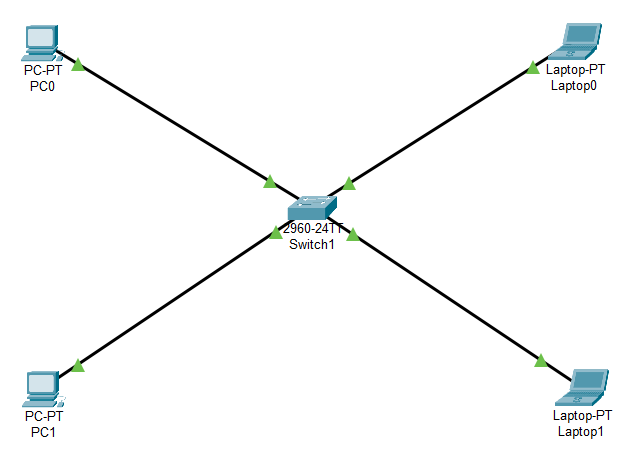 PC-PT
PC0
Laptop-PT
Laptop0
2960-24TT
Switch1
PC-PT
PC1
Laptop-PT
Laptop1